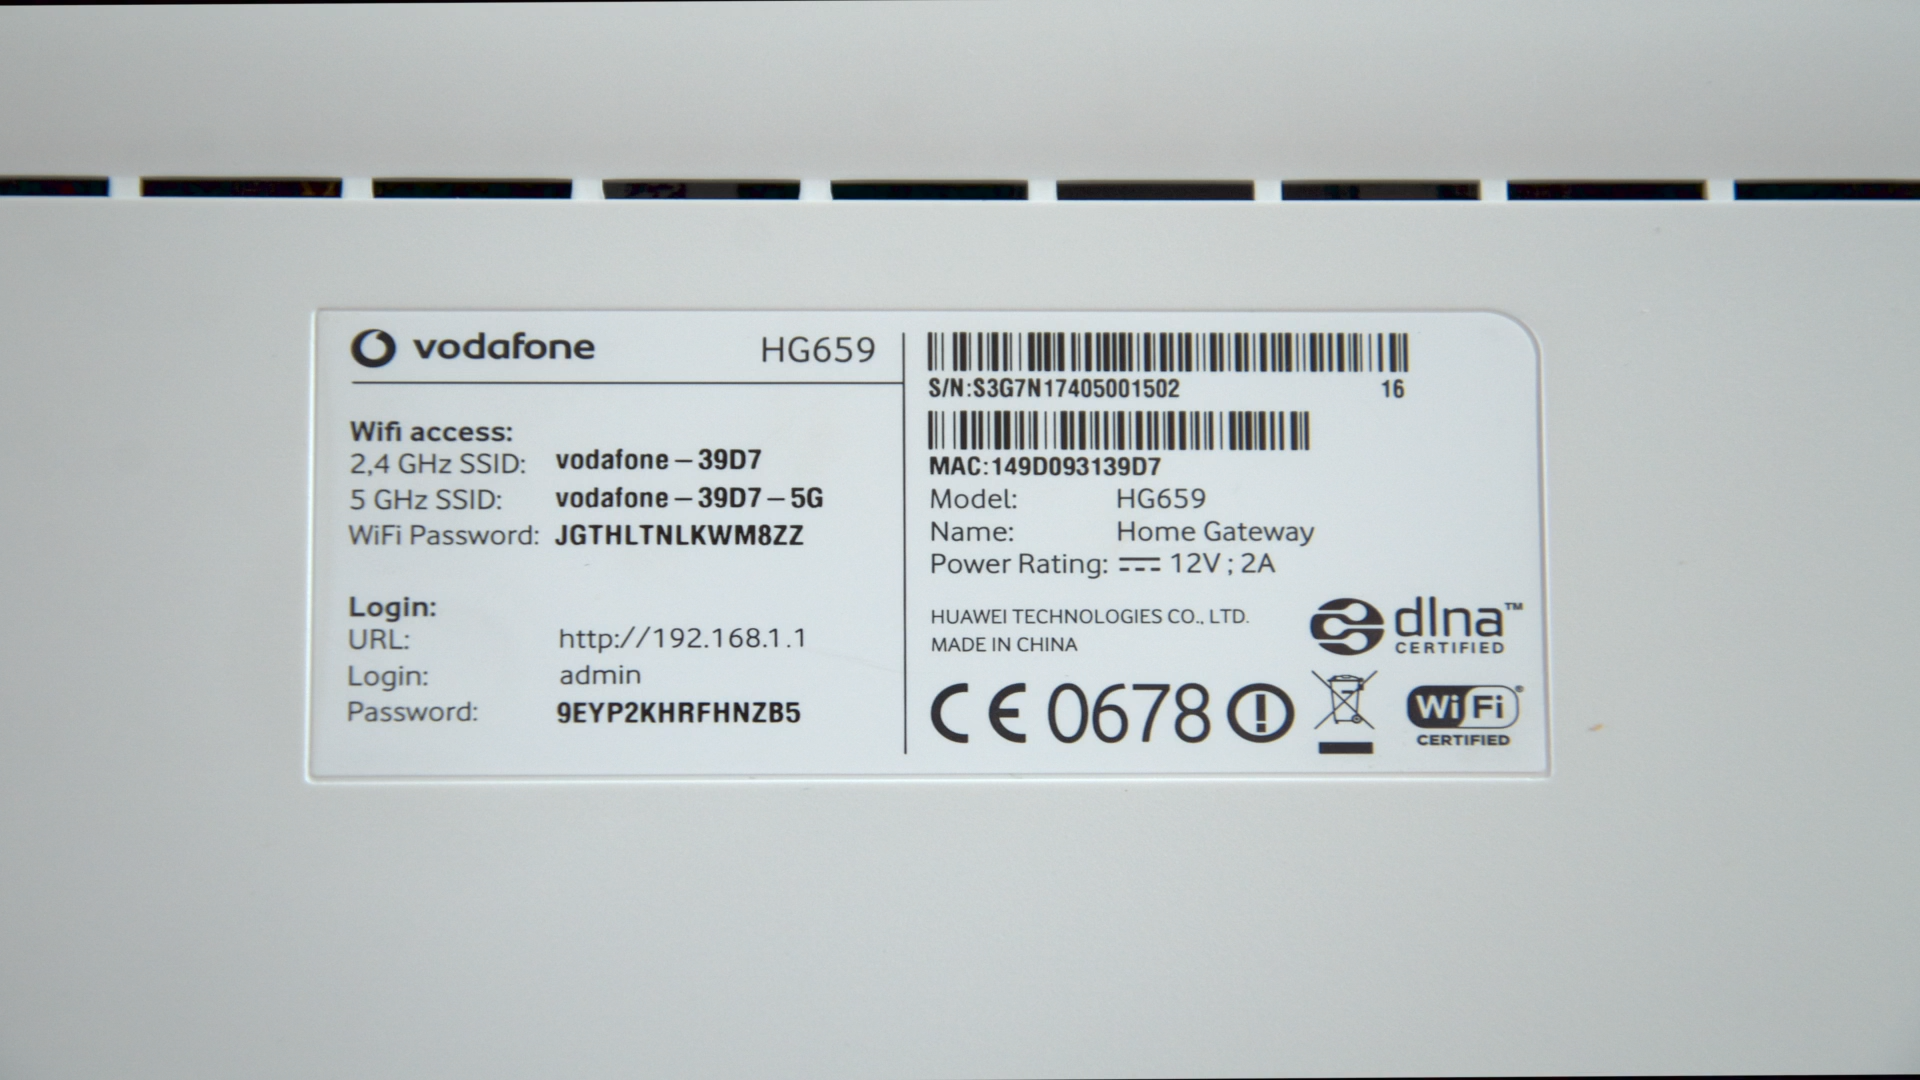 vodafone HG659
Wifi access:
2,4 GHz SSID: vodafone – 39D7
5 GHz SSID: vodafone – 39D7 – 5G
WiFi Password: JGTHLTNLKWM8ZZ
Login:
URL: http://192.168.1.1
Login: admin
Password: 9EYP2KHRFHNZB5
S/N:S3G7N17405001502 16
MAC:149D093139D7
Model: HG659
Name: Home Gateway
Power Rating: 12V ; 2A
HUAWEI TECHNOLOGIES CO., LTD.
MADE IN CHINA
dlna™
CERTIFIED
CE 0678
Wi Fi®
CERTIFIED